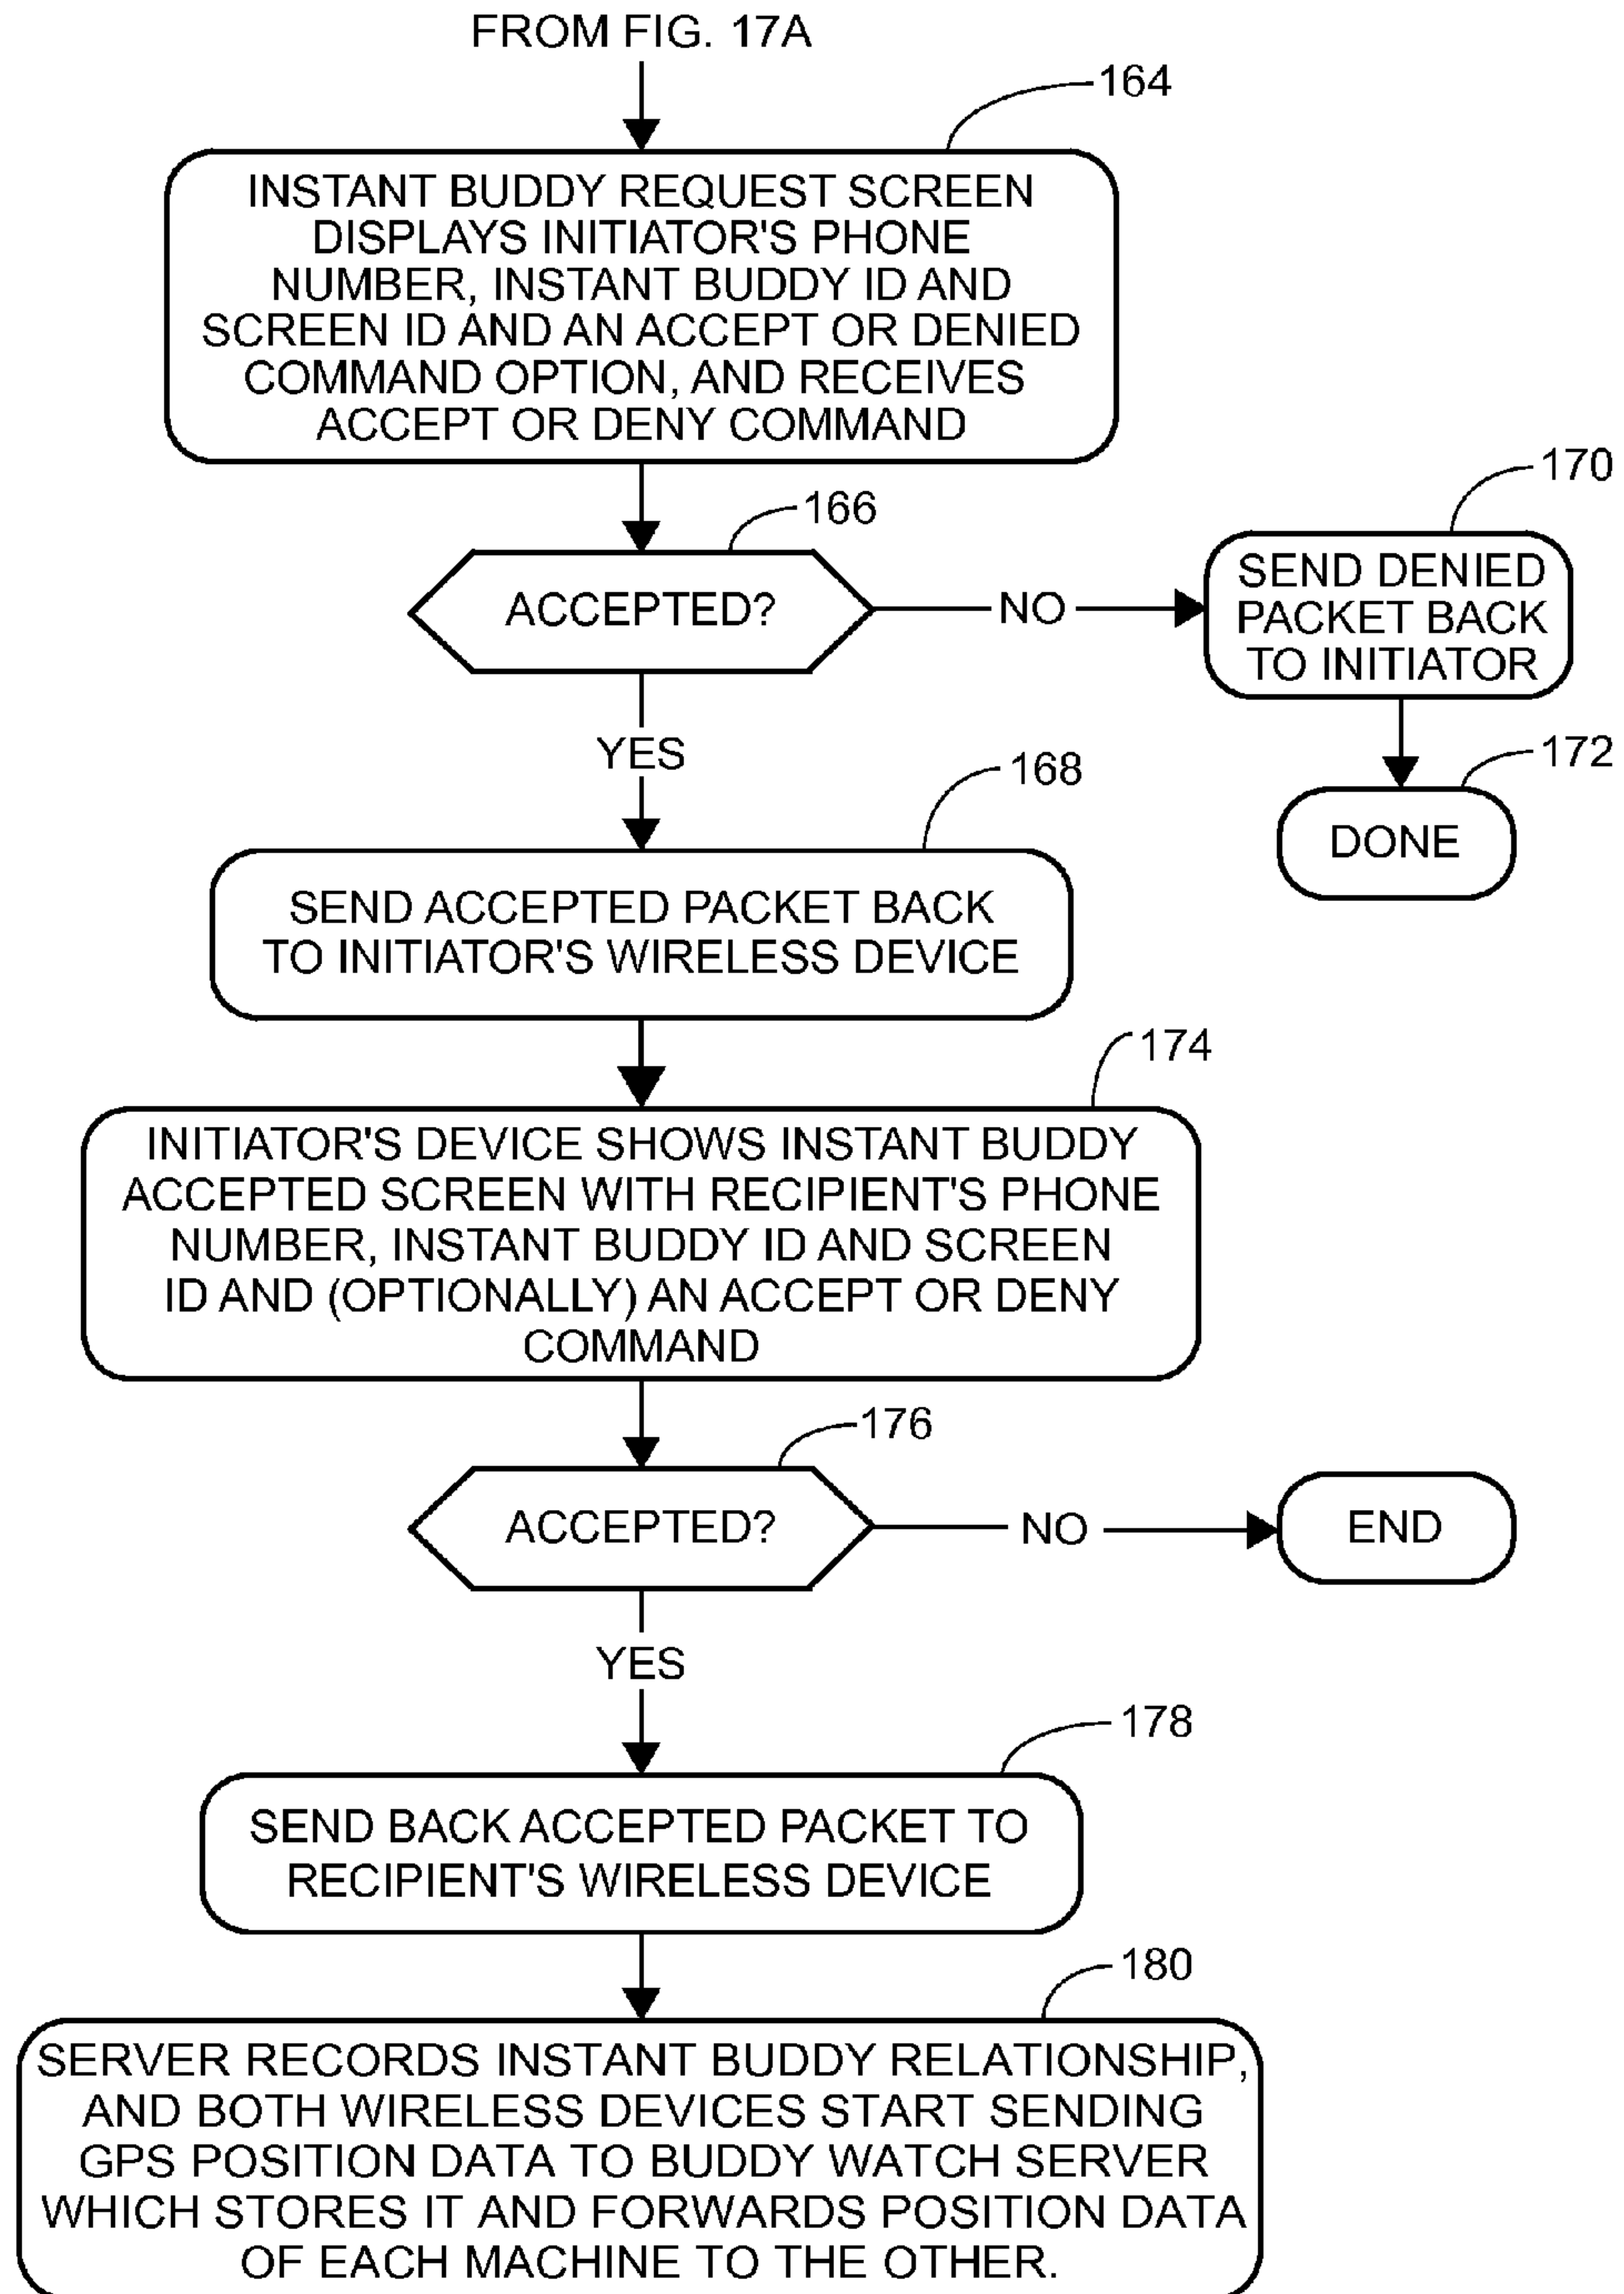 FROM FIG. 17A
164
INSTANT BUDDY REQUEST SCREEN
DISPLAYS INITIATOR'S PHONE
NUMBER, INSTANT BUDDY ID AND
SCREEN ID AND AN ACCEPT OR DENIED
COMMAND OPTION, AND RECEIVES
ACCEPT OR DENY COMMAND
166
ACCEPTED?
NO
170
SEND DENIED
PACKET BACK
TO INITIATOR
172
DONE
YES
168
SEND ACCEPTED PACKET BACK
TO INITIATOR'S WIRELESS DEVICE
174
INITIATOR'S DEVICE SHOWS INSTANT BUDDY
ACCEPTED SCREEN WITH RECIPIENT'S PHONE
NUMBER, INSTANT BUDDY ID AND SCREEN
ID AND (OPTIONALLY) AN ACCEPT OR DENY
COMMAND
176
ACCEPTED?
NO
END
YES
178
SEND BACK ACCEPTED PACKET TO
RECIPIENT'S WIRELESS DEVICE
180
SERVER RECORDS INSTANT BUDDY RELATIONSHIP,
AND BOTH WIRELESS DEVICES START SENDING
GPS POSITION DATA TO BUDDY WATCH SERVER
WHICH STORES IT AND FORWARDS POSITION DATA
OF EACH MACHINE TO THE OTHER.